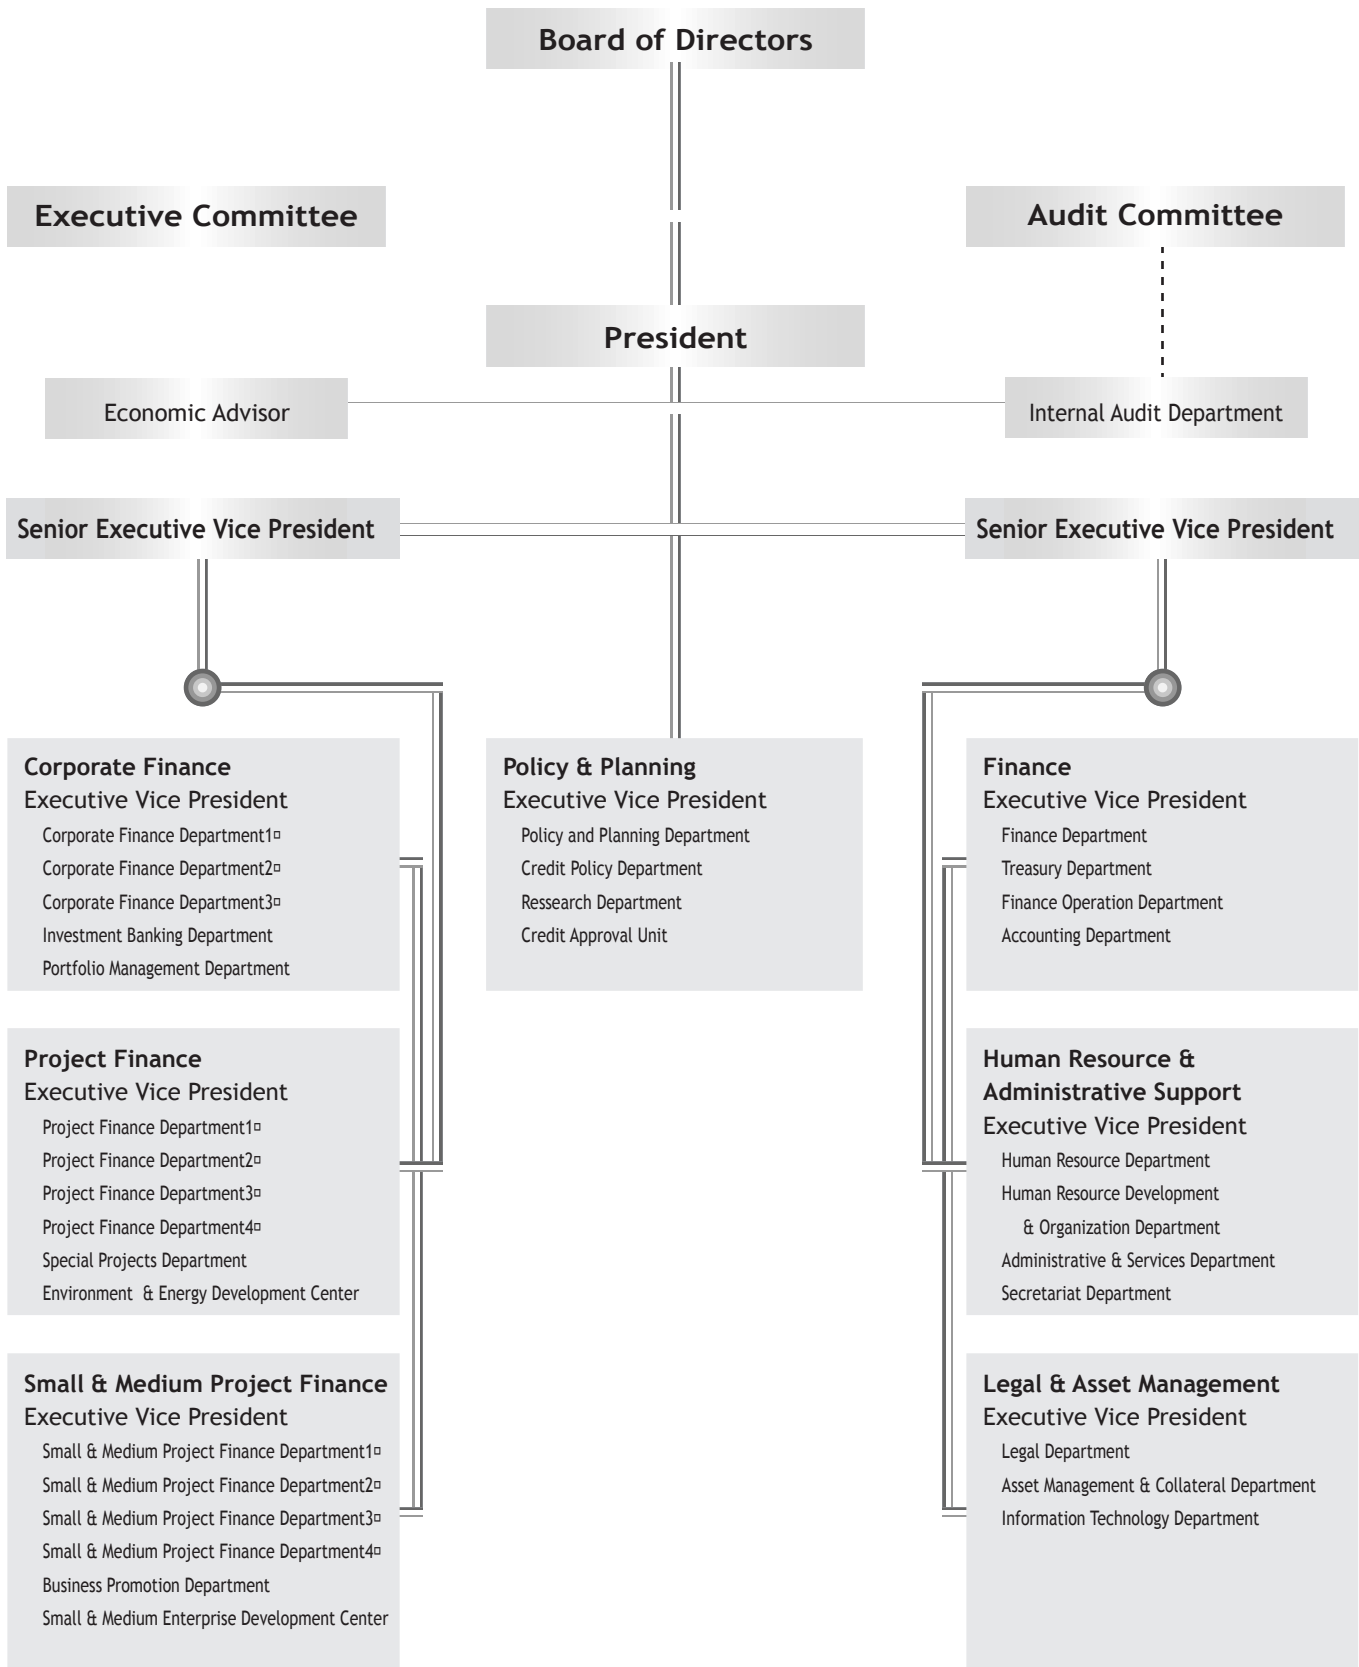 Board of Directors
Executive Committee
Audit Committee
President
Economic Advisor
Internal Audit Department
Senior Executive Vice President
Senior Executive Vice President
Corporate Finance
Executive Vice President
Corporate Finance Department1¤
Corporate Finance Department2¤
Corporate Finance Department3¤
Investment Banking Department
Portfolio Management Department
Policy & Planning
Executive Vice President
Policy and Planning Department
Credit Policy Department
Ressearch Department
Credit Approval Unit
Finance
Executive Vice President
Finance Department
Treasury Department
Finance Operation Department
Accounting Department
Project Finance
Executive Vice President
Project Finance Department1¤
Project Finance Department2¤
Project Finance Department3¤
Project Finance Department4¤
Special Projects Department
Environment & Energy Development Center
Human Resource &
Administrative Support
Executive Vice President
Human Resource Department
Human Resource Development
& Organization Department
Administrative & Services Department
Secretariat Department
Small & Medium Project Finance
Executive Vice President
Small & Medium Project Finance Department1¤
Small & Medium Project Finance Department2¤
Small & Medium Project Finance Department3¤
Small & Medium Project Finance Department4¤
Business Promotion Department
Small & Medium Enterprise Development Center
Legal & Asset Management
Executive Vice President
Legal Department
Asset Management & Collateral Department
Information Technology Department